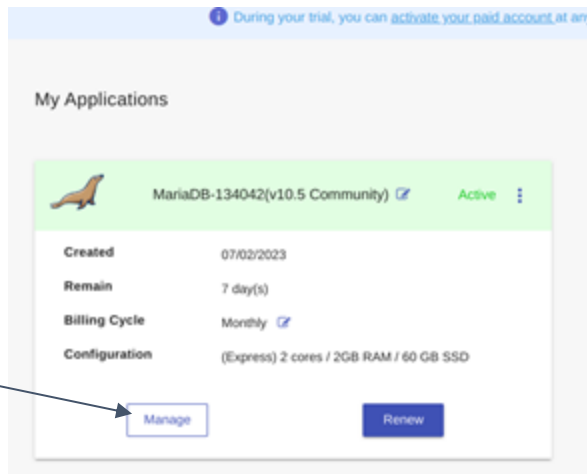 During your trial, you can activate your paid account at
My Applications
MariaDB-134042(v10.5 Community) Active
Created 07/02/2023
Remain 7 day(s)
Billing Cycle Monthly
Configuration (Express) 2 cores / 2GB RAM / 60 GB SSD
Manage Renew